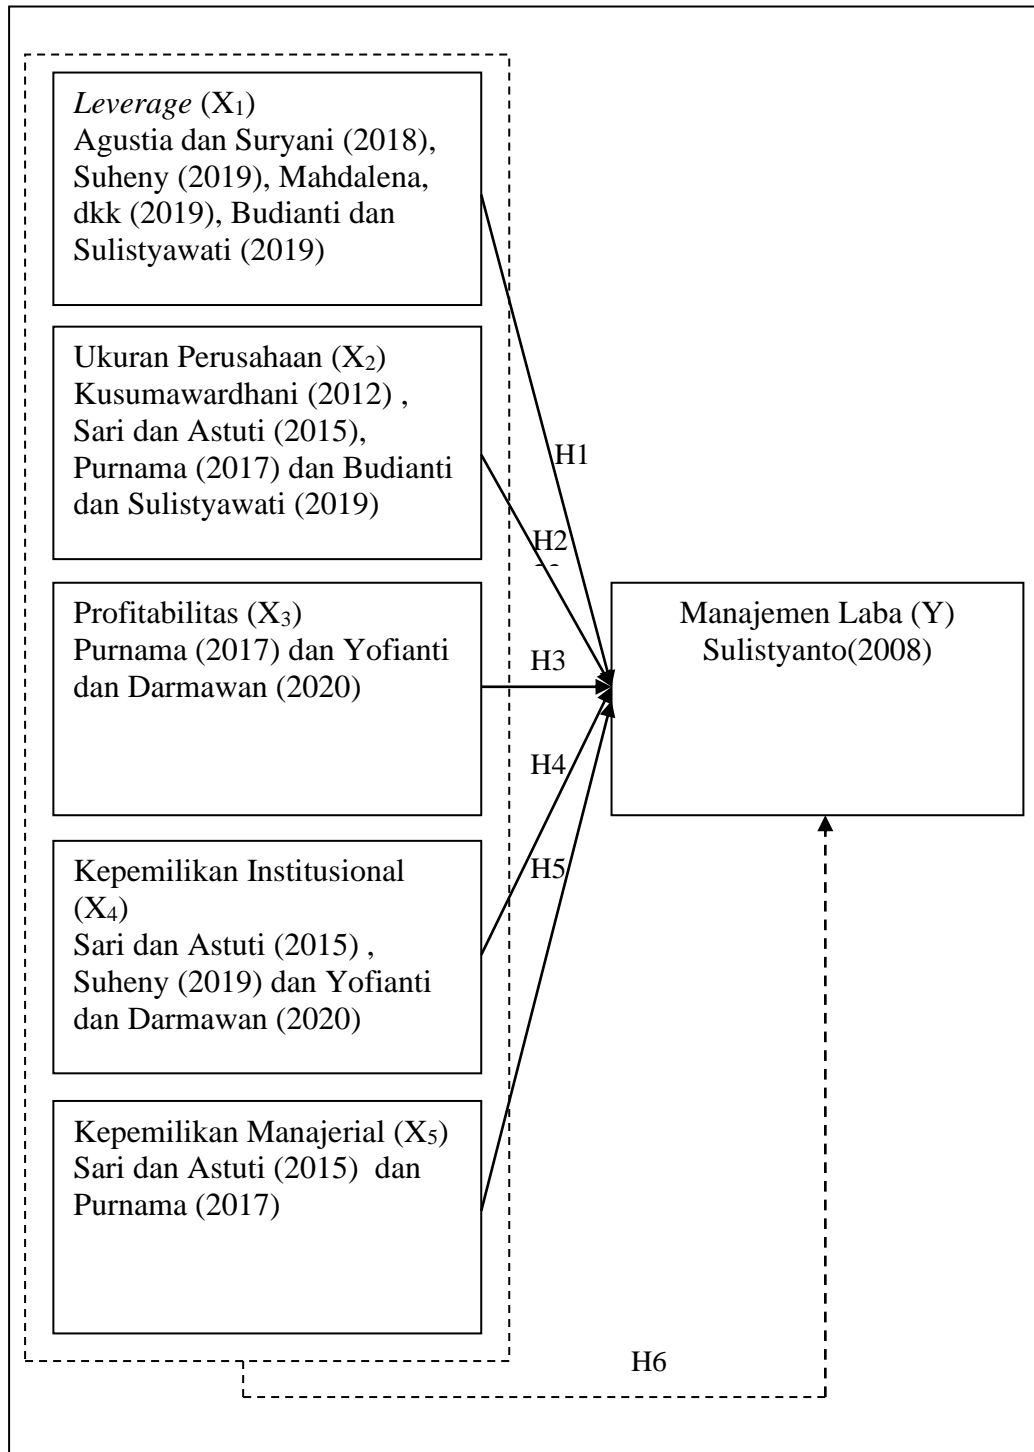 Leverage (X₁)
Agustia dan Suryani (2018),
Suheny (2019), Mahdalena,
dkk (2019), Budianti dan
Sulistyawati (2019)
Ukuran Perusahaan (X₂)
Kusumawardhani (2012) ,
Sari dan Astuti (2015),
Purnama (2017) dan Budianti
dan Sulistyawati (2019)
Profitabilitas (X₃)
Purnama (2017) dan Yofianti
dan Darmawan (2020)
Kepemilikan Institusional
(X₄)
Sari dan Astuti (2015) ,
Suheny (2019) dan Yofianti
dan Darmawan (2020)
Kepemilikan Manajerial (X₅)
Sari dan Astuti (2015)  dan
Purnama (2017)
H1
H2
H3
H4
H5
Manajemen Laba (Y)
Sulistyanto(2008)
H6